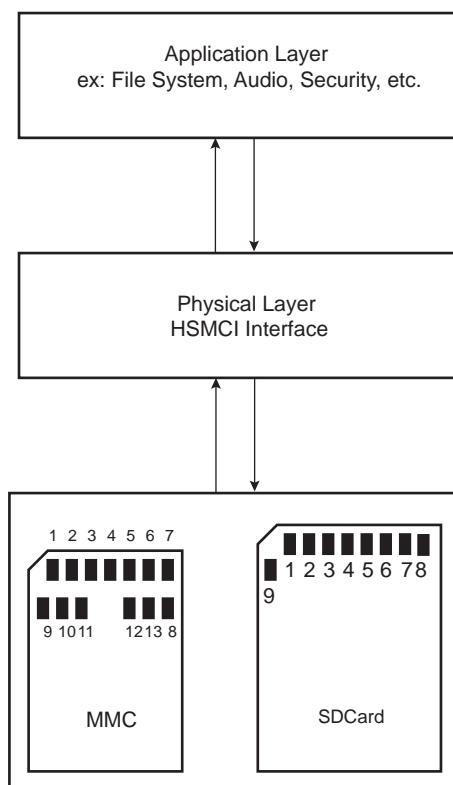 Application Layer
ex: File System, Audio, Security, etc.
Physical Layer
HSMCI Interface
1 2 3 4 5 6 7
9 10 11 12 13 8
MMC
1 2 3 4 5 6 7 8
9
SDCard